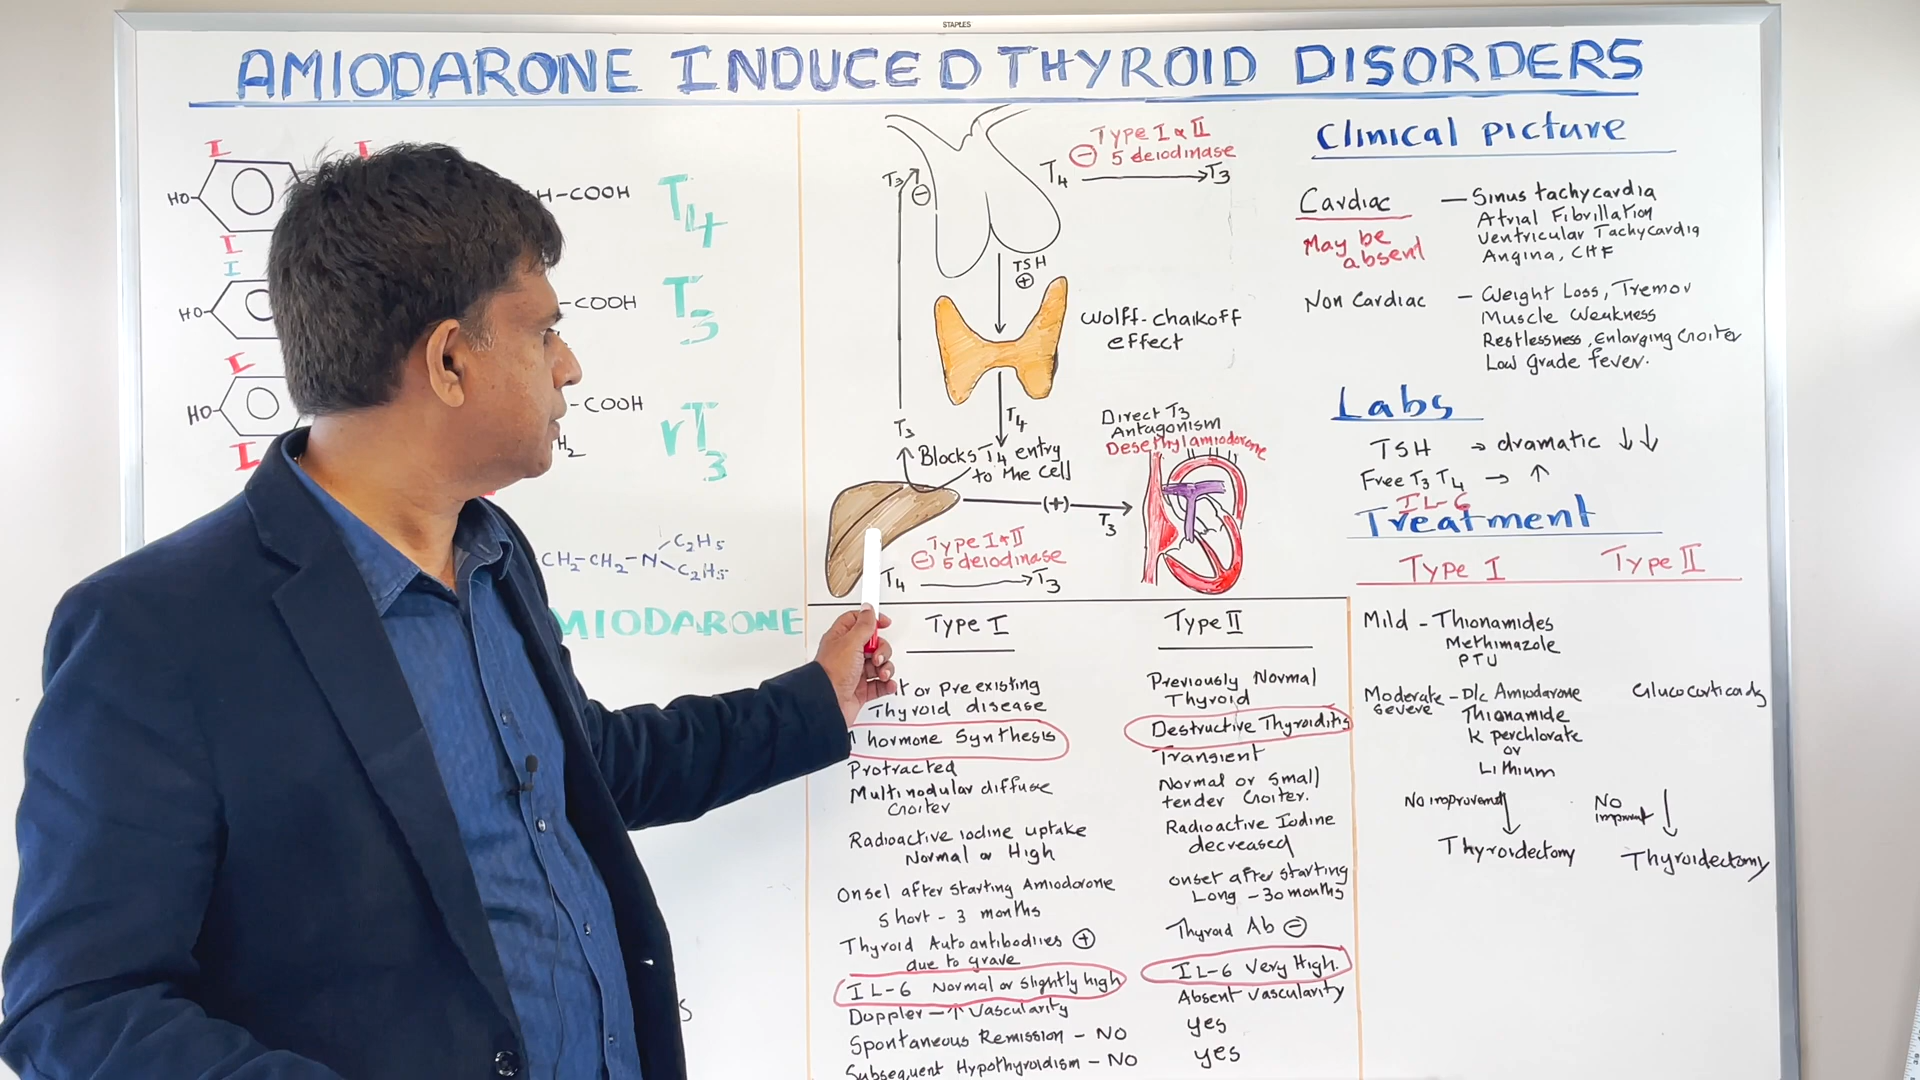 STAPLES
AMIODARONE INDUCED THYROID DISORDERS
I I
HO- H-COOH T4
I
I
HO- -COOH T3
I
HO- -COOH rT3
I H2
C2H5
CH2-CH2-N
C2H5
MIODARONE
S
T3 ⊖
Type I & II
⊖ 5 deiodinase
T4 → T3
TSH
⊕
Wolff-chaikoff
effect
T4
T3
Blocks T4 entry
to the cell
Direct T3
Antagonism
Desethylamiodorone
(+)
T3
Type I & II
⊖ 5 deiodinase
T4 → T3
Type I
or Pre existing
Thyroid disease
↑ hormone Synthesis
Protracted
Multinodular diffuse
Goiter
Radioactive iodine uptake
Normal or High
Onsel after starting Amiodorone
Short - 3 months
Thyroid Autoantibodiies ⊕
due to grave
IL-6 Normal or slightly high
Doppler - ↑ Vascularity
Spontaneous Remission - NO
Subsequent Hypothyroidism - NO
Type II
Previously Normal
Thyroid
Destructive Thyroiditis
Transient
Normal or small
tender Goiter.
Radioactive Iodine
decreased
onset after starting
Long - 30 months
Thyroid Ab ⊖
IL-6 Very High.
Absent Vascularity
Yes
yes
Clinical picture
Cardiac — Sinus tachycardia
May be
absent
Atrial Fibrillation
Ventricular Tachycardia
Angina, CHF
Non Cardiac - Weight Loss, Tremor
Muscle Weakness
Restlessness, Enlarging Goiter
Low grade fever.
Labs
TSH → dramatic ↓↓
Free T3 T4 → ↑
IL-6
Treatment
Type I Type II
Mild - Thionamides
Methimazole
PTU
Moderate - D/c Amiodarone
severe
Thionamide
K perchlorate
or
Lithium
Glucocorticoids
No improvement ↓
Thyroidectomy
No
↓
Thyroidectomy